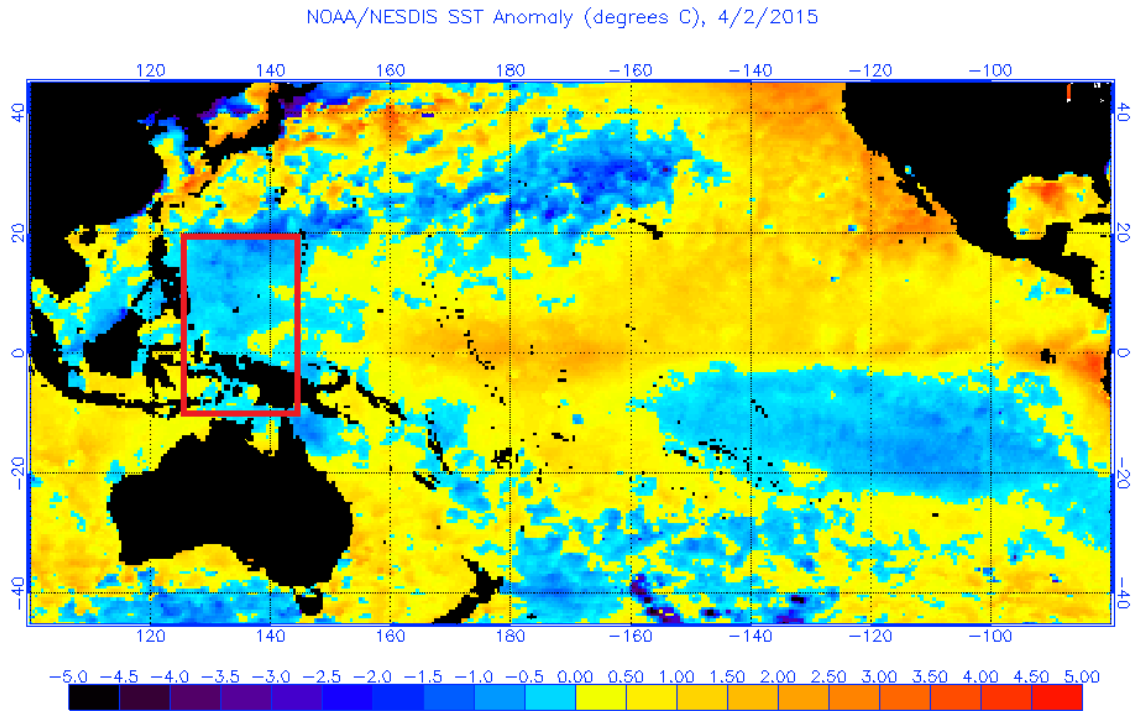 NOAA/NESDIS SST Anomaly (degrees C), 4/2/2015
120 140 160 180 −160 −140 −120 −100
40 40
20 20
0 0
−20 −20
−40 −40
120 140 160 180 −160 −140 −120 −100
−5.0 −4.5 −4.0 −3.5 −3.0 −2.5 −2.0 −1.5 −1.0 −0.5 0.00 0.50 1.00 1.50 2.00 2.50 3.00 3.50 4.00 4.50 5.00